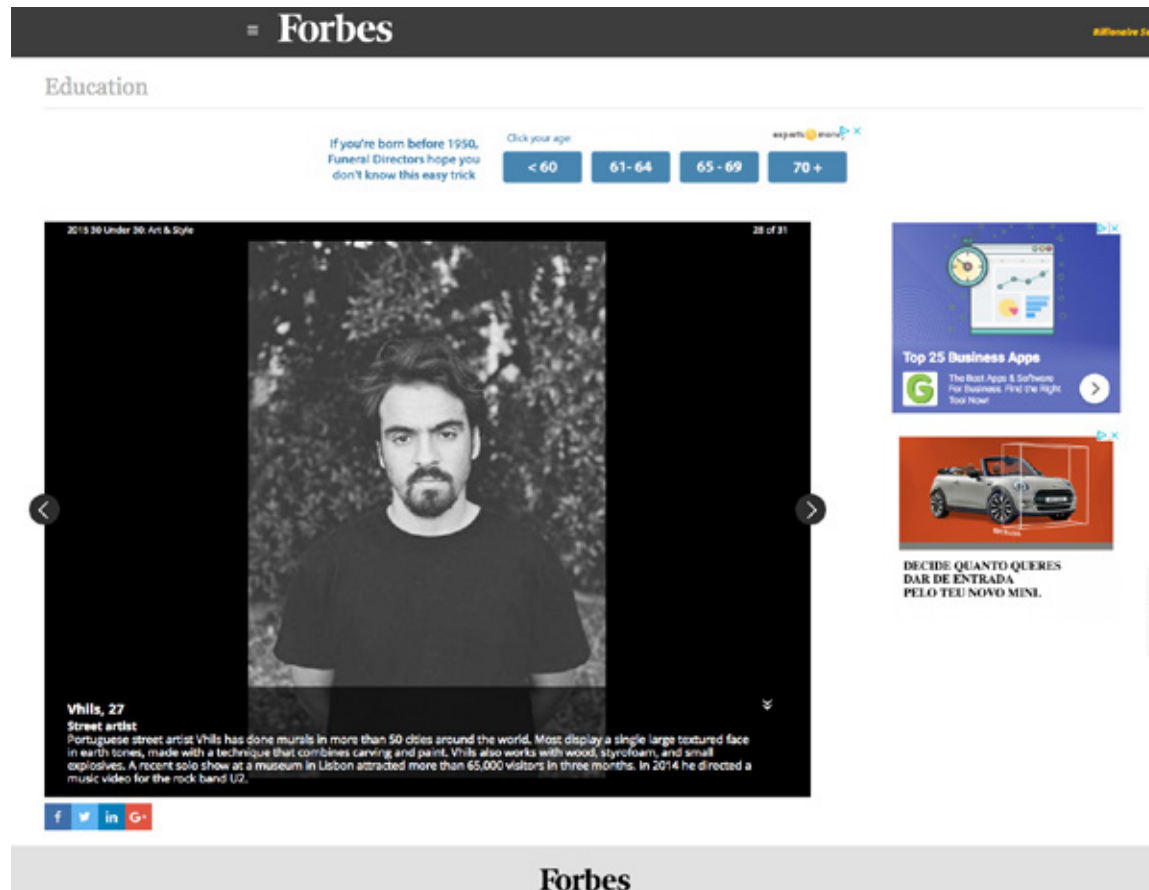 Forbes
Education
If you're born before 1950,
Funeral Directors hope you
don't know this easy trick
Click your age:
< 60
61- 64
65 - 69
70 +
2015 30 Under 30: Art & Style
28 of 31
Vhils, 27
Street artist
Portuguese street artist Vhils has done murals in more than 50 cities around the world. Most display a single large textured face
in earth tones, made with a technique that combines carving and paint. Vhils also works with wood, styrofoam, and small
explosives. A recent solo show at a museum in Lisbon attracted more than 65,000 visitors in three months. In 2014 he directed a
music video for the rock band U2.
Top 25 Business Apps
G
The Best Apps & Software
For Business. Find the Right
Tool Now!
DECIDE QUANTO QUERES
DAR DE ENTRADA
PELO TEU NOVO MINI.
f
in
G+
Forbes